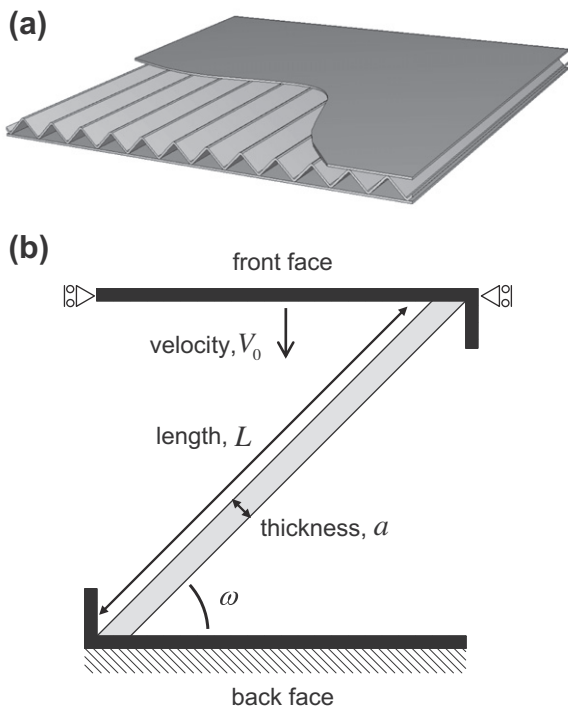 (a)
(b)
front face
velocity, V₀
length, L
thickness, a
ω
back face